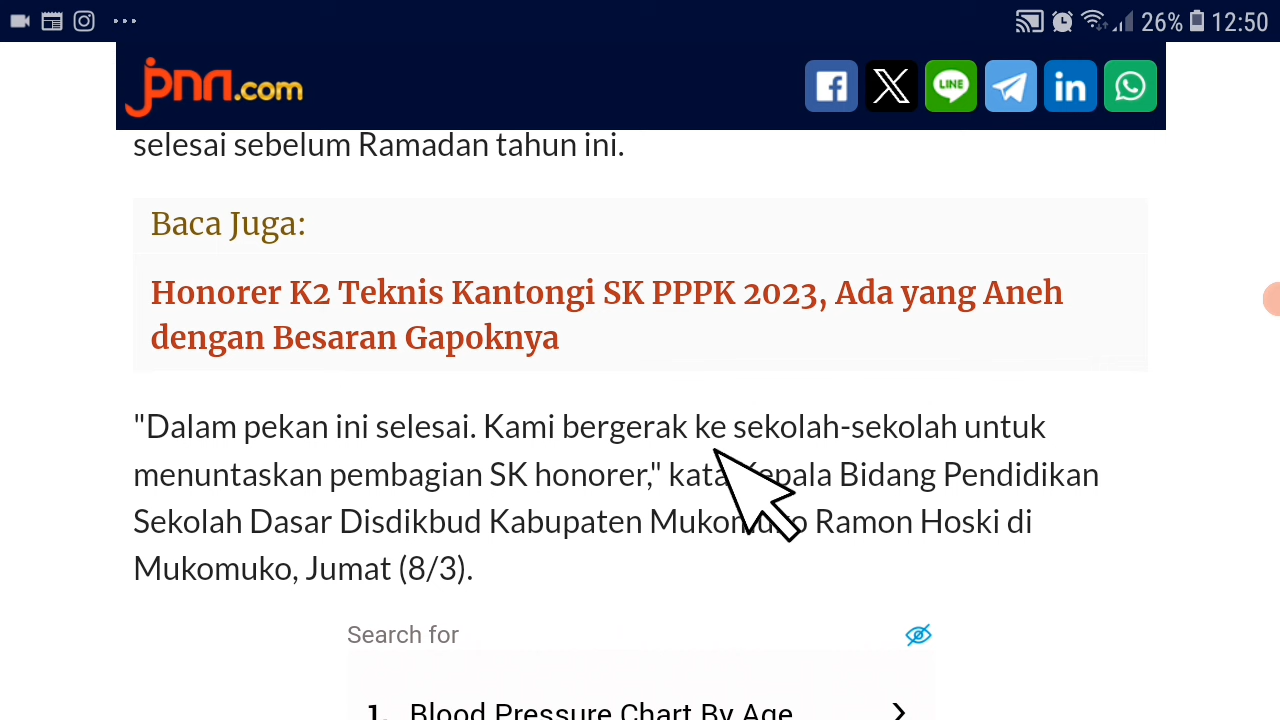 26% 12:50
jpnn.com
LINE
selesai sebelum Ramadan tahun ini.
Baca Juga:
Honorer K2 Teknis Kantongi SK PPPK 2023, Ada yang Aneh
dengan Besaran Gapoknya
"Dalam pekan ini selesai. Kami bergerak ke sekolah-sekolah untuk
menuntaskan pembagian SK honorer," kata Kepala Bidang Pendidikan
Sekolah Dasar Disdikbud Kabupaten Mukomuko Ramon Hoski di
Mukomuko, Jumat (8/3).
Search for
1. Blood Pressure Chart By Age